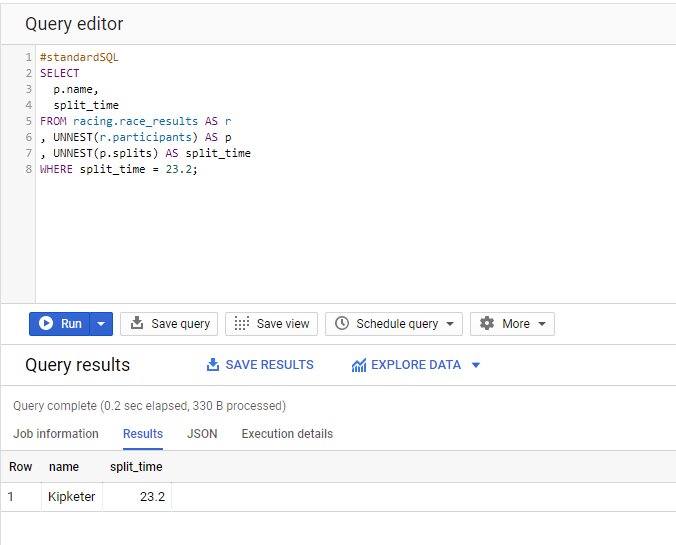 Query editor
1 #standardSQL
2 SELECT
3 p.name,
4 split_time
5 FROM racing.race_results AS r
6 , UNNEST(r.participants) AS p
7 , UNNEST(p.splits) AS split_time
8 WHERE split_time = 23.2;
Run Save query Save view Schedule query More
Query results SAVE RESULTS EXPLORE DATA
Query complete (0.2 sec elapsed, 330 B processed)
Job information Results JSON Execution details
Row name split_time
1 Kipketer 23.2